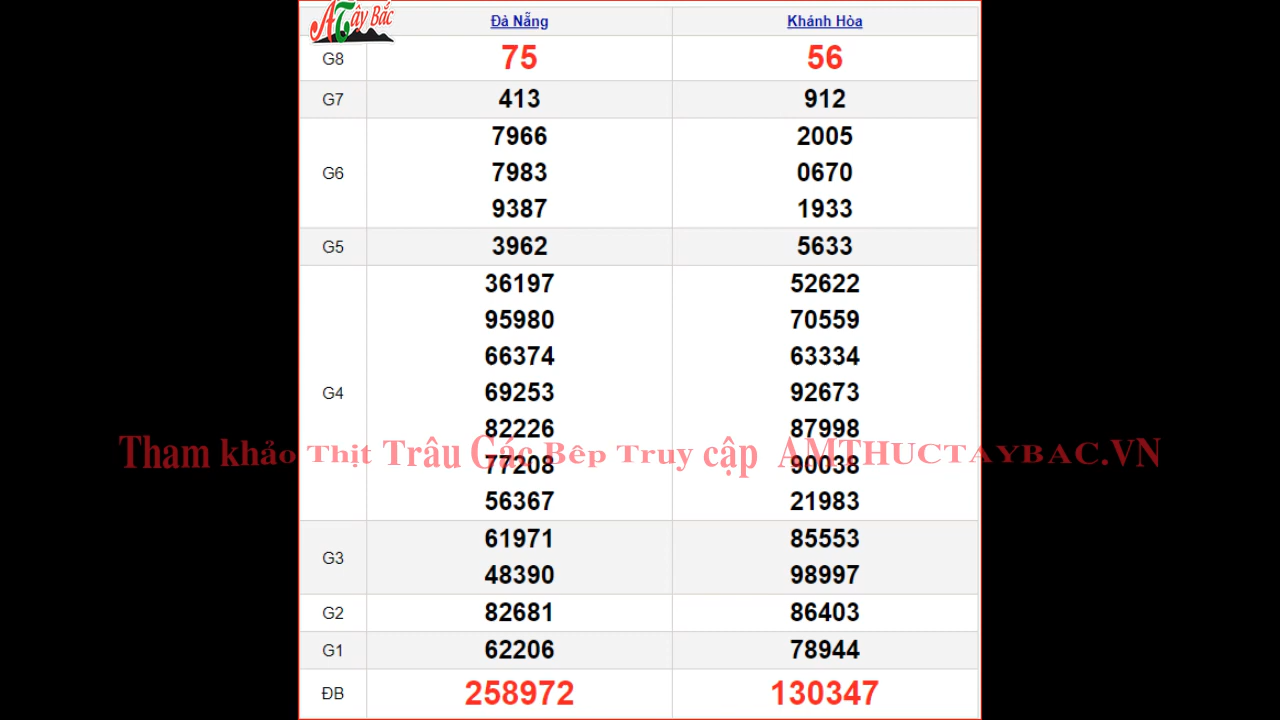 ATây Bắc
Đà Nẵng Khánh Hòa
G8 75 56
G7 413 912
7966 2005
G6 7983 0670
9387 1933
G5 3962 5633
36197 52622
95980 70559
66374 63334
G4 69253 92673
82226 87998
Tham khảo Thịt Trâu Gác Bêp Truy cập AMTHUCTAYBAC.VN
77208 90038
56367 21983
G3 61971 85553
48390 98997
G2 82681 86403
G1 62206 78944
ĐB 258972 130347